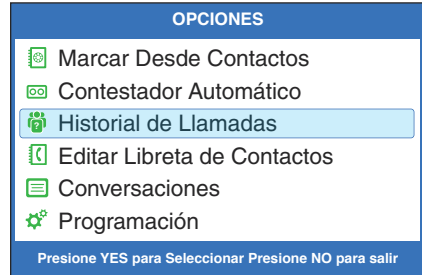 OPCIONES
Marcar Desde Contactos
Contestador Automático
Historial de Llamadas
Editar Libreta de Contactos
Conversaciones
Programación
Presione YES para Seleccionar Presione NO para salir